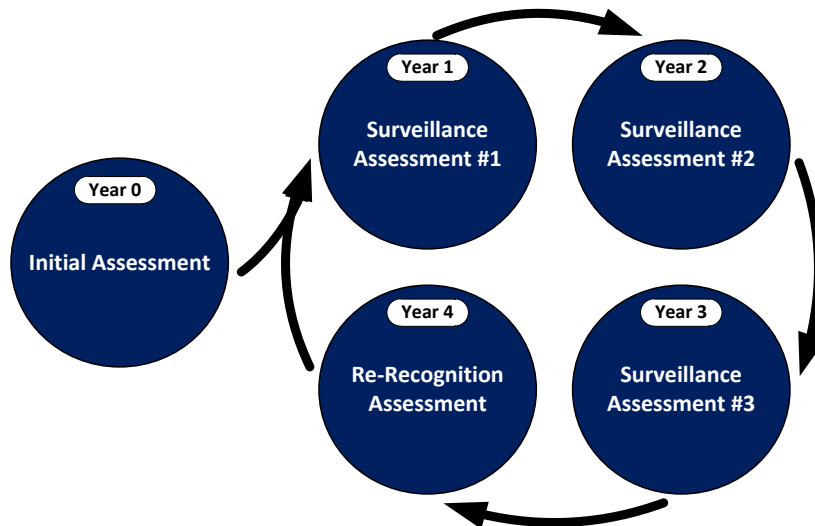 Year 0
Initial Assessment
Year 1
Surveillance
Assessment #1
Year 2
Surveillance
Assessment #2
Year 3
Surveillance
Assessment #3
Year 4
Re-Recognition
Assessment